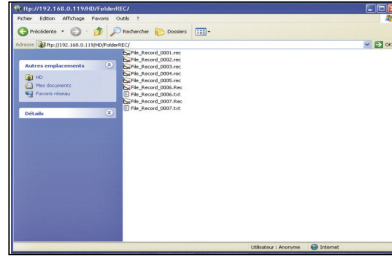 ftp://192.168.0.119/HD/FolderREC/
Fichier Edition Affichage Favoris Outils ?
Précédente Rechercher Dossiers
Adresse ftp://192.168.0.119/HD/FolderREC/ OK
Autres emplacements
HD
Mes documents
Favoris réseau
Détails
File_Record_0001.rec
File_Record_0002.rec
File_Record_0003.rec
File_Record_0004.rec
File_Record_0005.rec
File_Record_0006.Rec
File_Record_0006.txt
File_Record_0007.Rec
File_Record_0007.txt
Utilisateur : Anonyme Internet